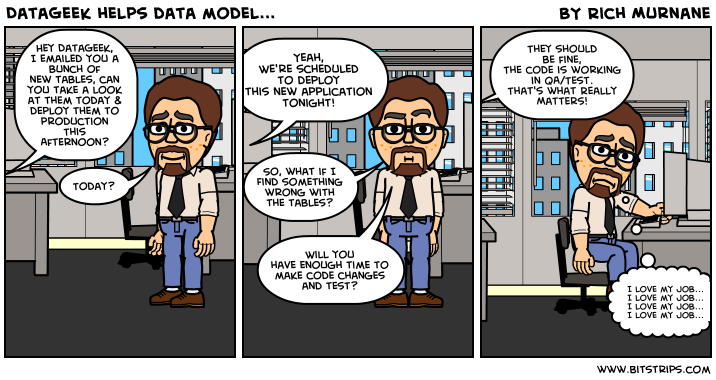 DATAGEEK HELPS DATA MODEL...
BY RICH MURNANE
HEY DATAGEEK,
I EMAILED YOU A
BUNCH OF
NEW TABLES, CAN
YOU TAKE A LOOK
AT THEM TODAY &
DEPLOY THEM TO
PRODUCTION
THIS
AFTERNOON?
TODAY?
YEAH,
WE'RE SCHEDULED
TO DEPLOY
THIS NEW APPLICATION
TONIGHT!
SO, WHAT IF I
FIND SOMETHING
WRONG WITH
THE TABLES?
WILL YOU
HAVE ENOUGH TIME TO
MAKE CODE CHANGES
AND TEST?
THEY SHOULD
BE FINE,
THE CODE IS WORKING
IN QA/TEST.
THAT'S WHAT REALLY
MATTERS!
I LOVE MY JOB...
I LOVE MY JOB...
I LOVE MY JOB...
I LOVE MY JOB...
WWW.BITSTRIPS.COM